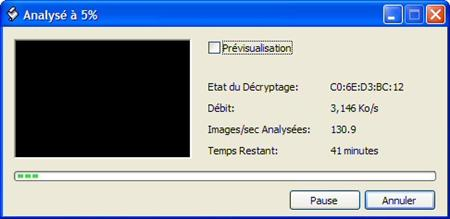 Analysé à 5%
Prévisualisation
Etat du Décryptage: C0:6E:D3:BC:12
Débit: 3,146 Ko/s
Images/sec Analysées: 130.9
Temps Restant: 41 minutes
Pause Annuler